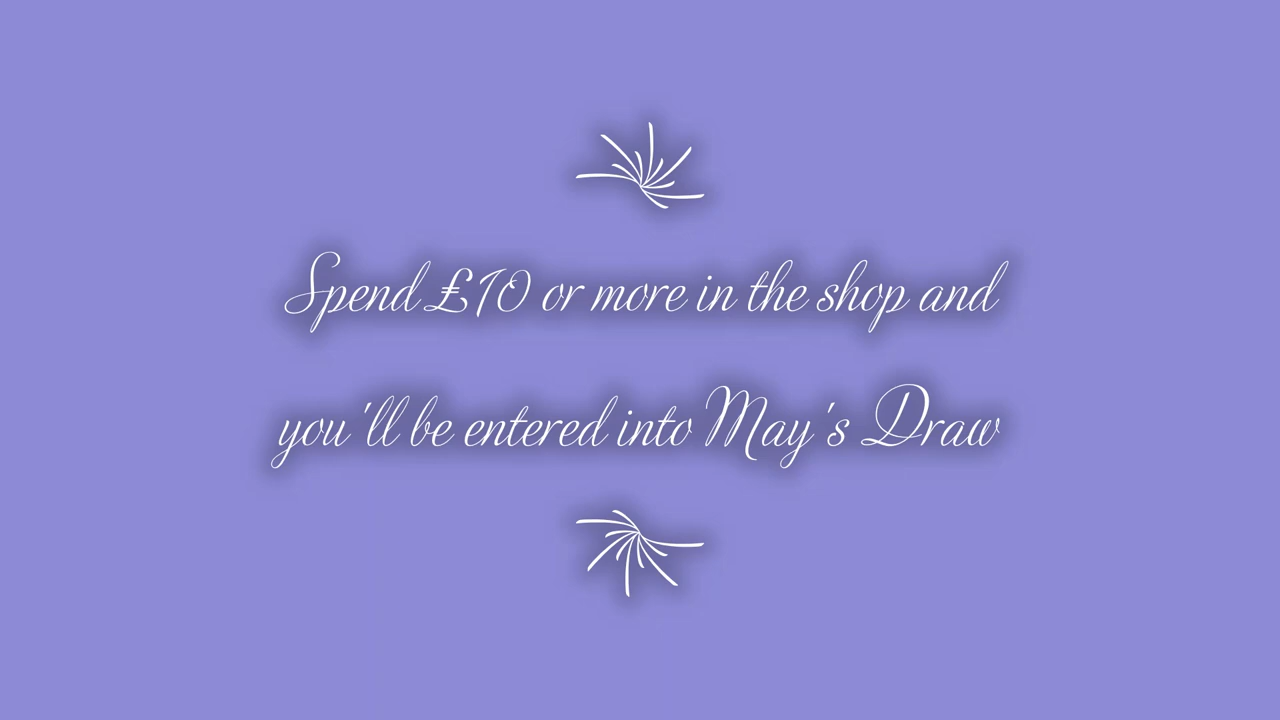 Spend £10 or more in the shop and
you'll be entered into May's Draw